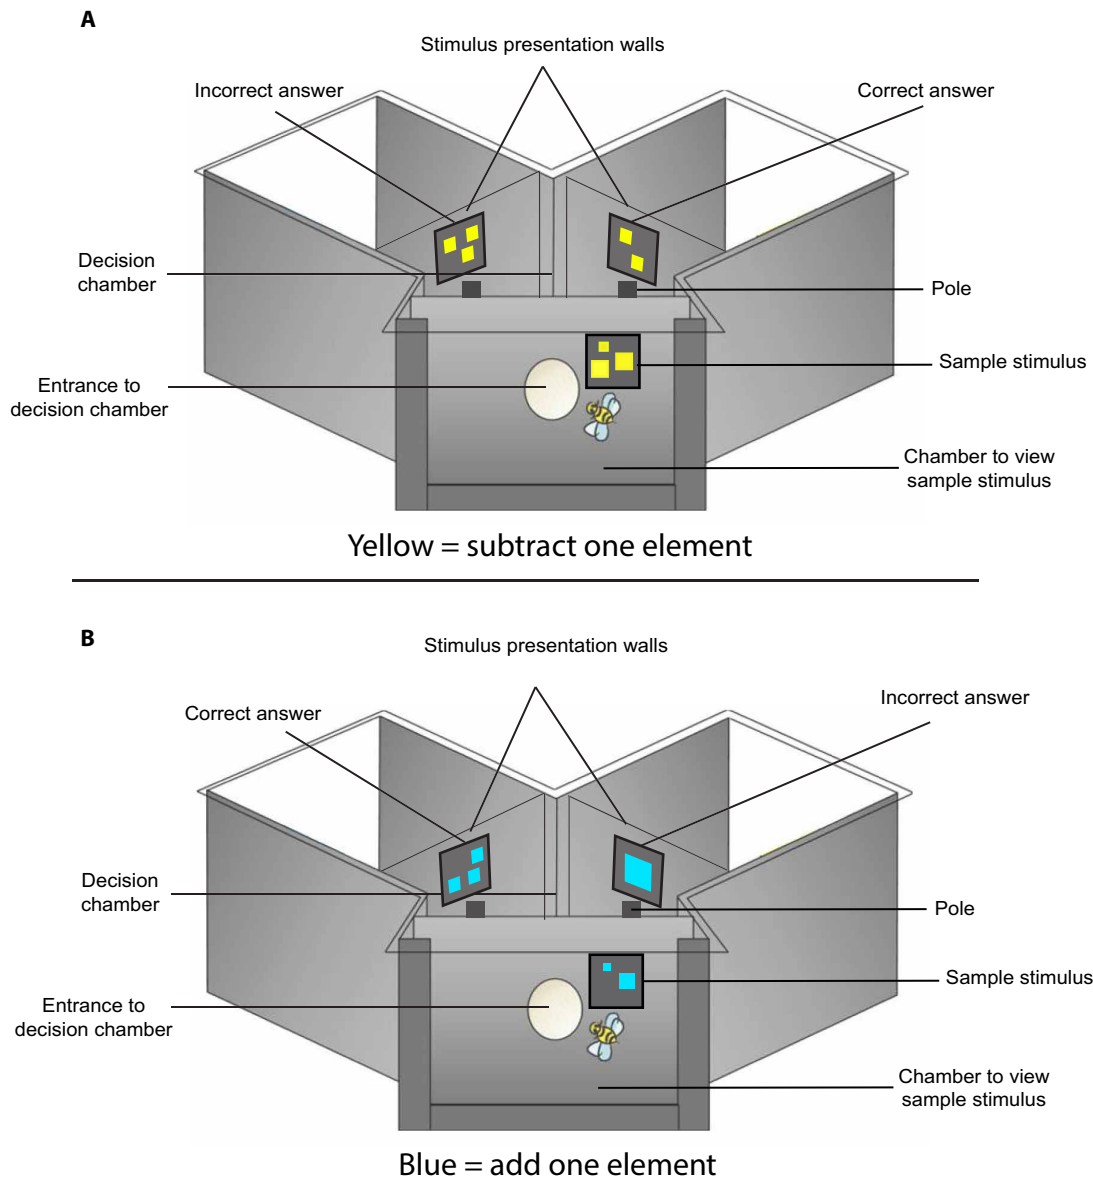 A
Stimulus presentation walls
Incorrect answer
Correct answer
Decision
chamber
Pole
Sample stimulus
Entrance to
decision chamber
Chamber to view
sample stimulus
Yellow = subtract one element
B
Stimulus presentation walls
Correct answer
Incorrect answer
Decision
chamber
Pole
Sample stimulus
Entrance to
decision chamber
Chamber to view
sample stimulus
Blue = add one element